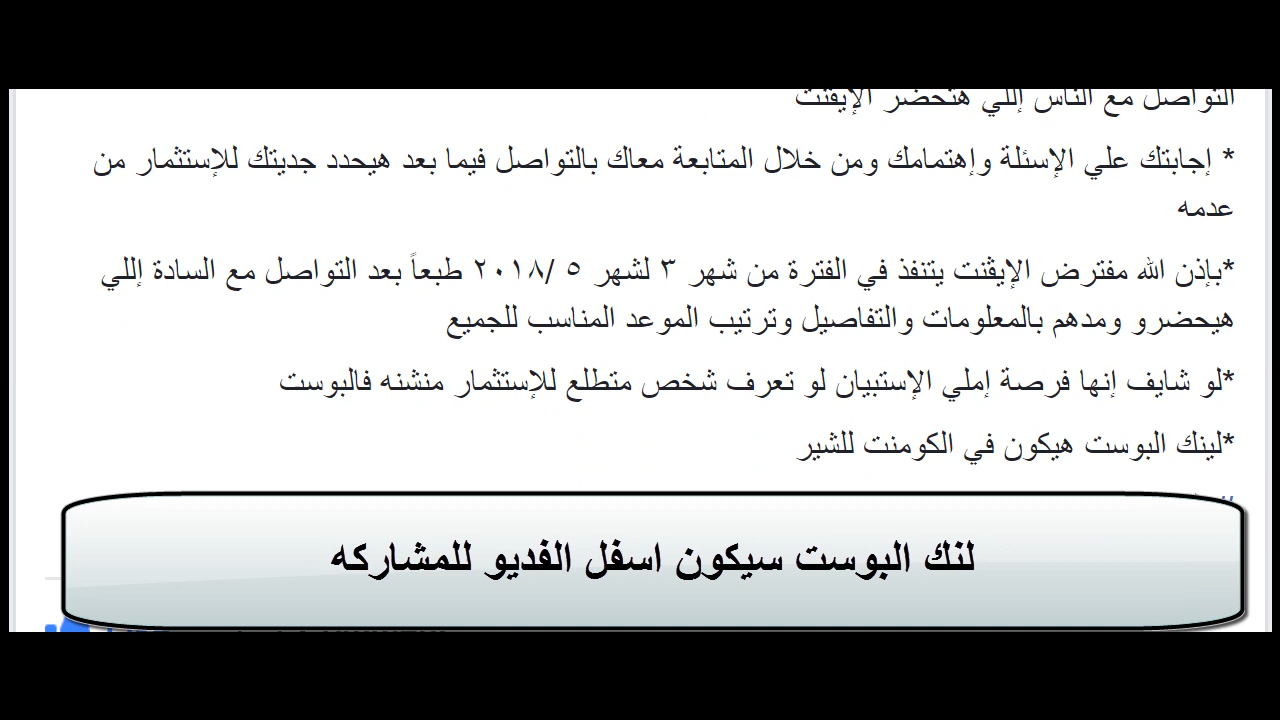 التواصل مع الناس إللي هتحضر الإيڤنت
* إجابتك علي الإسئلة وإهتمامك ومن خلال المتابعة معاك بالتواصل فيما بعد هيحدد جديتك للإستثمار من
عدمه
*بإذن الله مفترض الإيڤنت يتنفذ في الفترة من شهر ٣ لشهر ٥ /٢٠١٨ طبعاً بعد التواصل مع السادة إللي
هيحضرو ومدهم بالمعلومات والتفاصيل وترتيب الموعد المناسب للجميع
*لو شايف إنها فرصة إملي الإستبيان لو تعرف شخص متطلع للإستثمار منشنه فالبوست
*لينك البوست هيكون في الكومنت للشير
لنك البوست سيكون اسفل الفديو للمشاركه